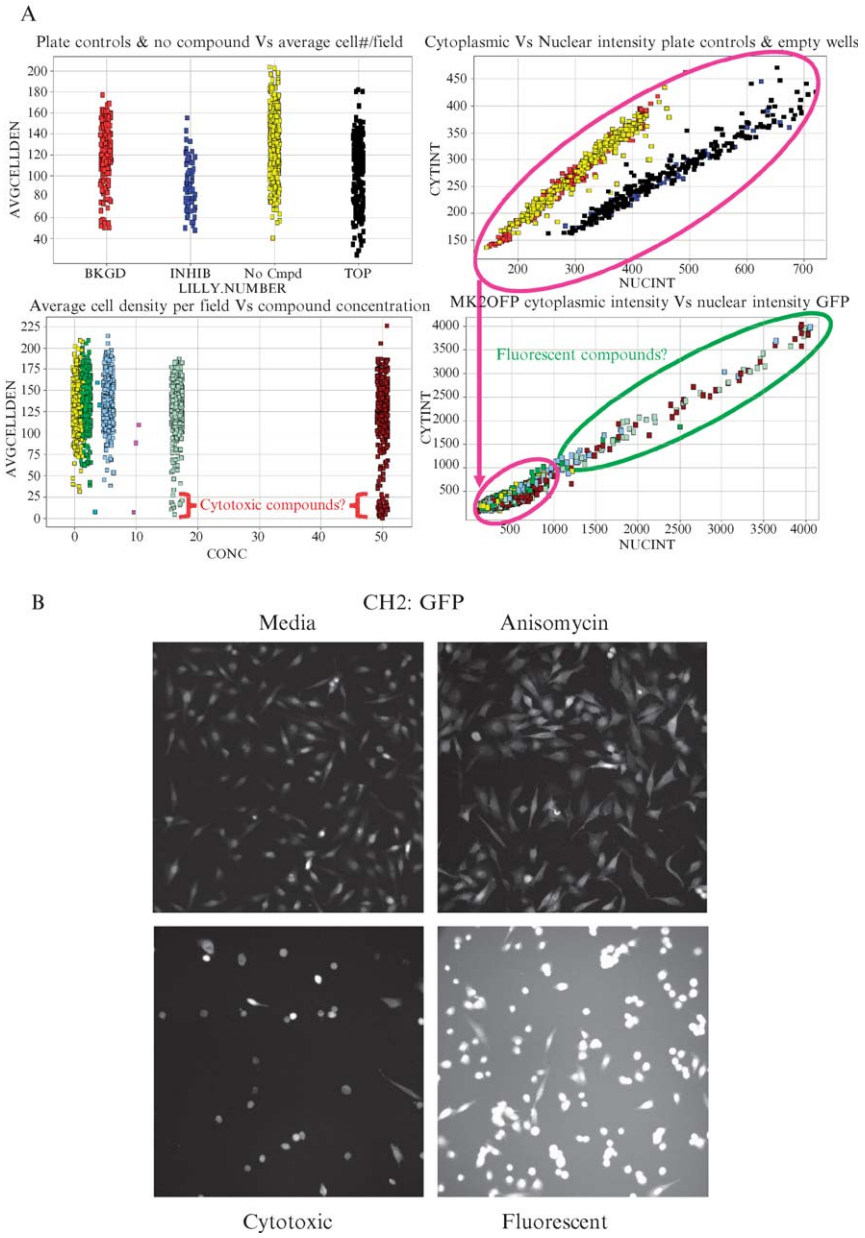 A
Plate controls & no compound Vs average cell#/field
AVGCELLDEN
200
180
160
140
120
100
80
60
40
BKGD INHIB No Cmpd TOP
LILLY.NUMBER
Cytoplasmic Vs Nuclear intensity plate controls & empty wells
CYTINT
450
400
350
300
250
200
150
200 300 400 500 600 700
NUCINT
Average cell density per field Vs compound concentration
AVGCELLDEN
225
200
175
150
125
100
75
50
25
0
Cytotoxic compounds?
0 10 20 30 40 50
CONC
MK2OFP cytoplasmic intensity Vs nuclear intensity GFP
CYTINT
4000
3500
3000
2500
2000
1500
1000
500
Fluorescent compounds?
500 1000 1500 2000 2500 3000 3500 4000
NUCINT
B
CH2: GFP
Media Anisomycin
Cytotoxic Fluorescent